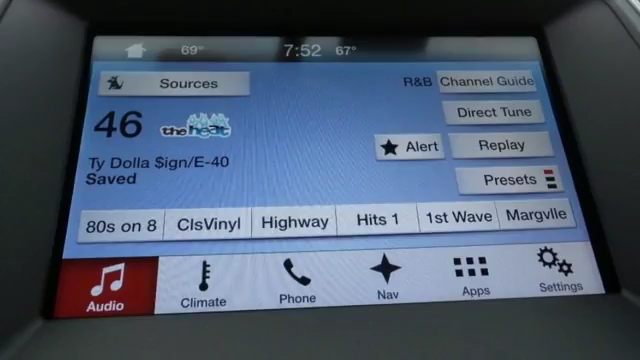 69° 7:52 67°
Sources R&B Channel Guide
46 the heat Direct Tune
Alert Replay
Ty Dolla $ign/E-40
Saved Presets
80s on 8 ClsVinyl Highway Hits 1 1st Wave Margvlle
Audio Climate Phone Nav Apps Settings